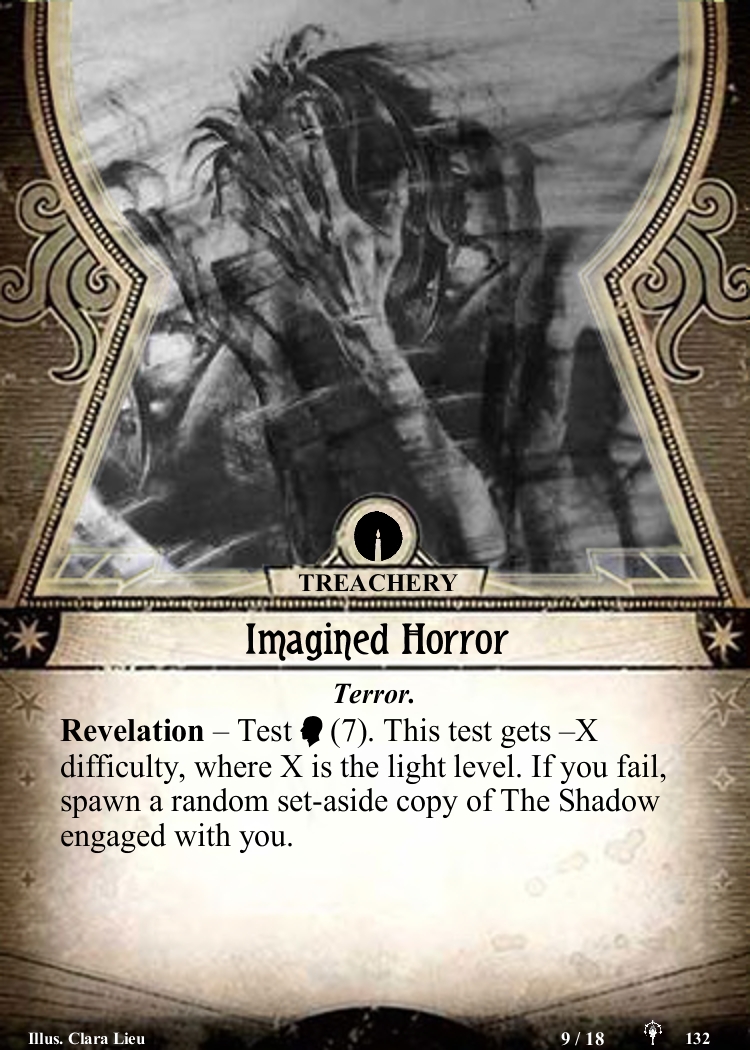 TREACHERY
Imagined Horror
Terror.
Revelation – Test (7). This test gets –X
difficulty, where X is the light level. If you fail,
spawn a random set-aside copy of The Shadow
engaged with you.
Illus. Clara Lieu
9 / 18
132